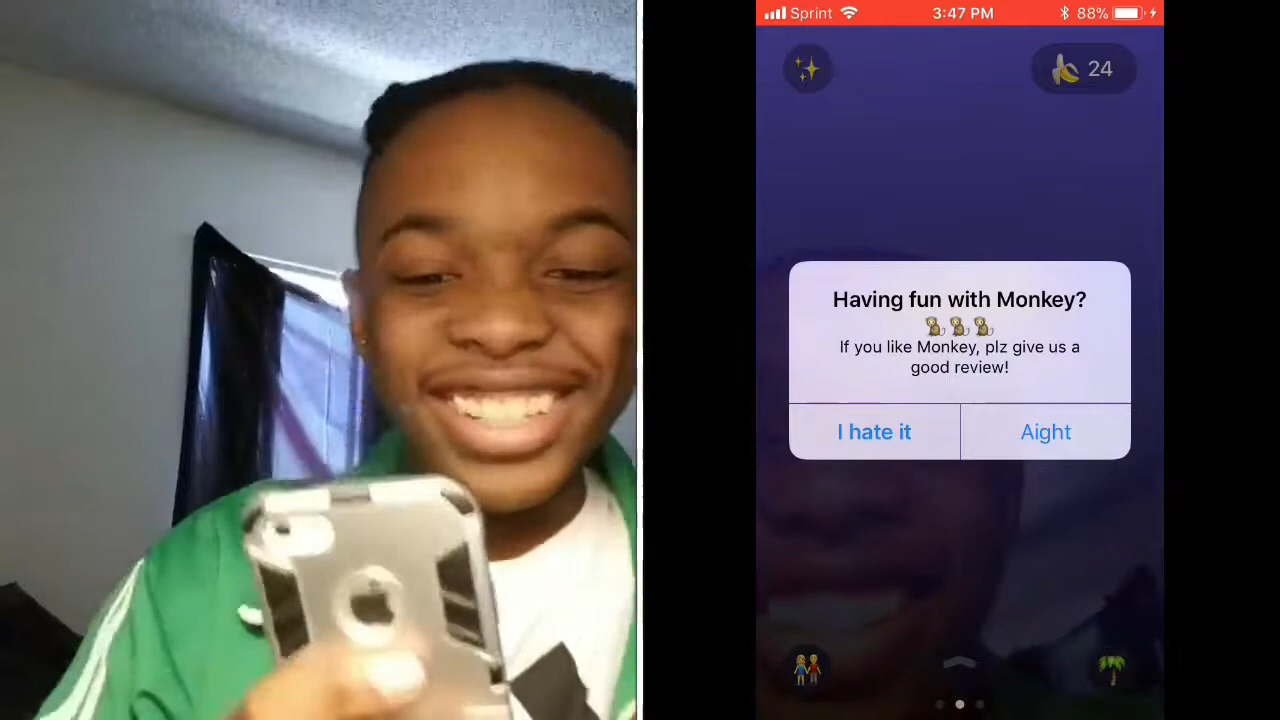 Sprint 3:47 PM 88%
24
Having fun with Monkey?
If you like Monkey, plz give us a
good review!
I hate it Aight